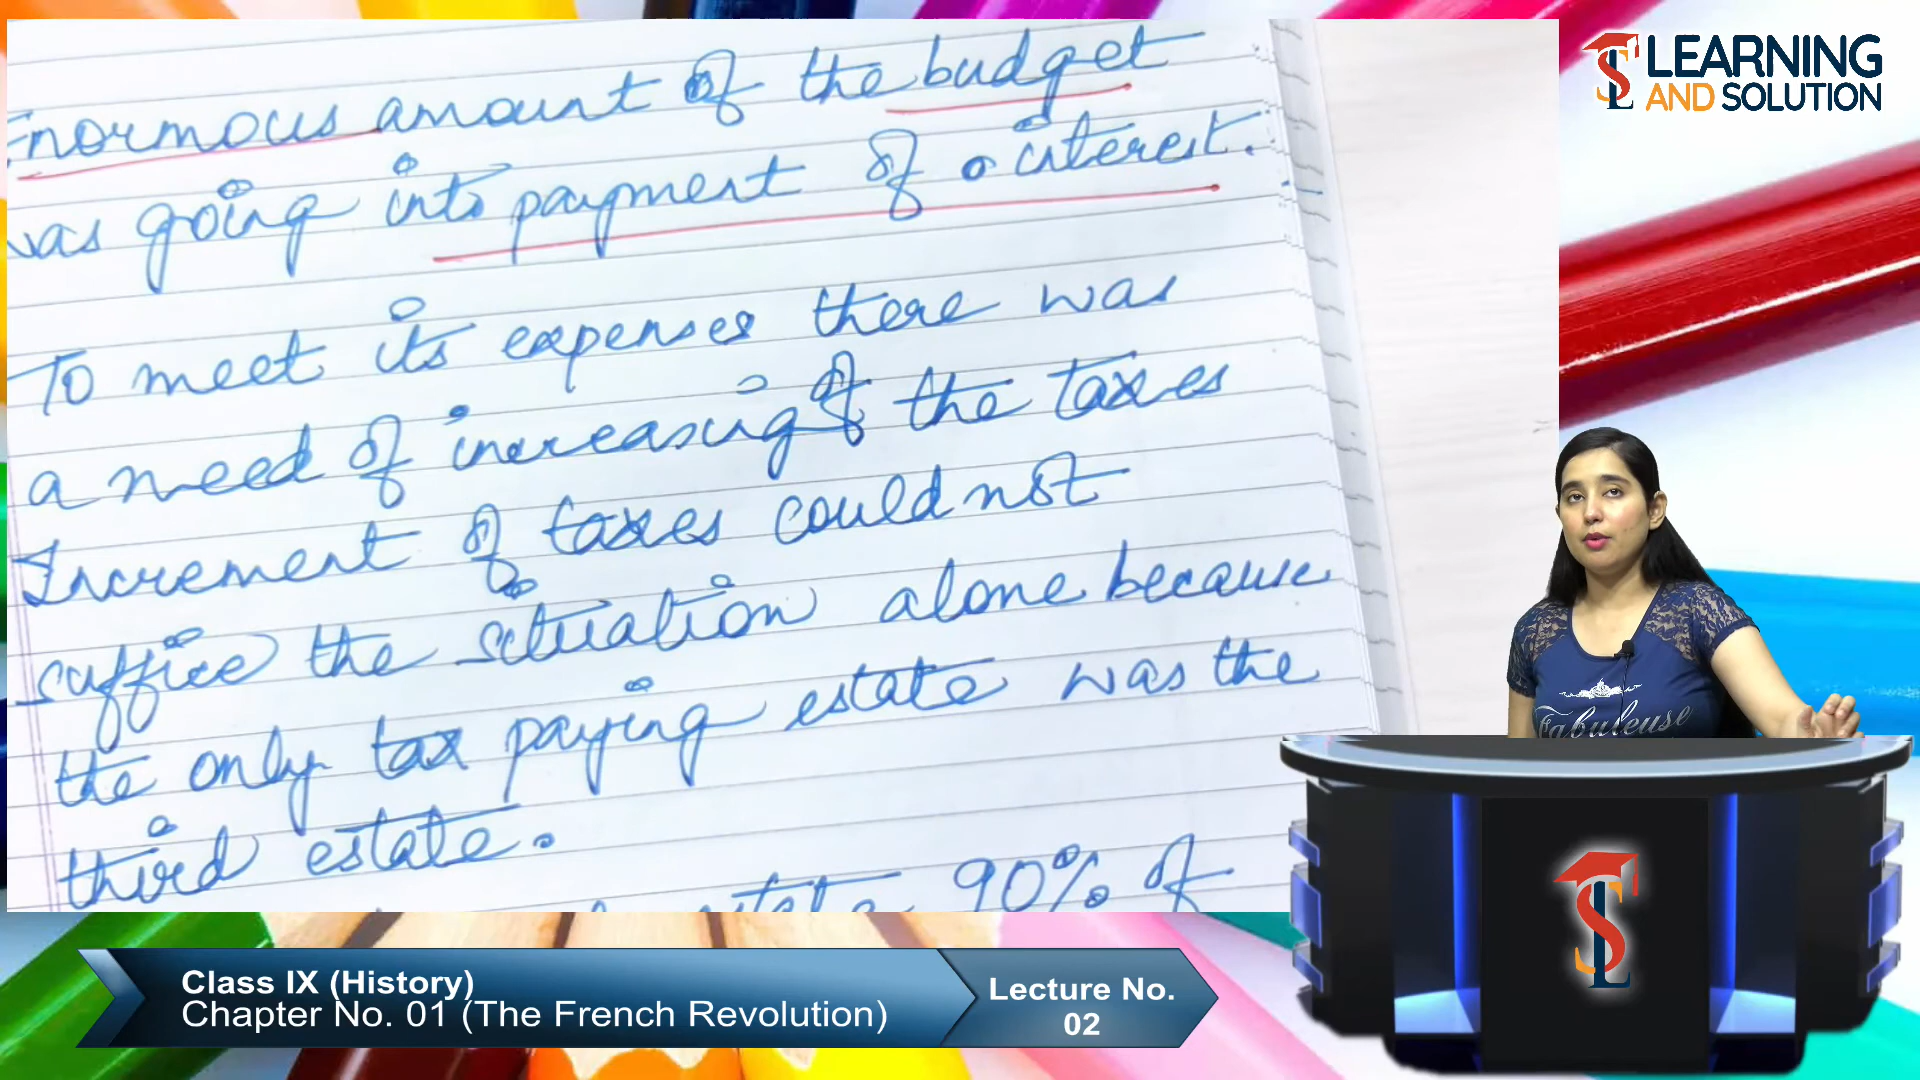 Enormous amount of the budget
was going into payment of interest.
To meet its expenses there was
a need of increasing of the taxes
Increment of taxes could not
suffice the situation alone because
the only tax paying estate was the
third estate.
90% of
LEARNING
AND SOLUTION
Fabuleuse
Class IX (History)
Chapter No. 01 (The French Revolution)
Lecture No.
02